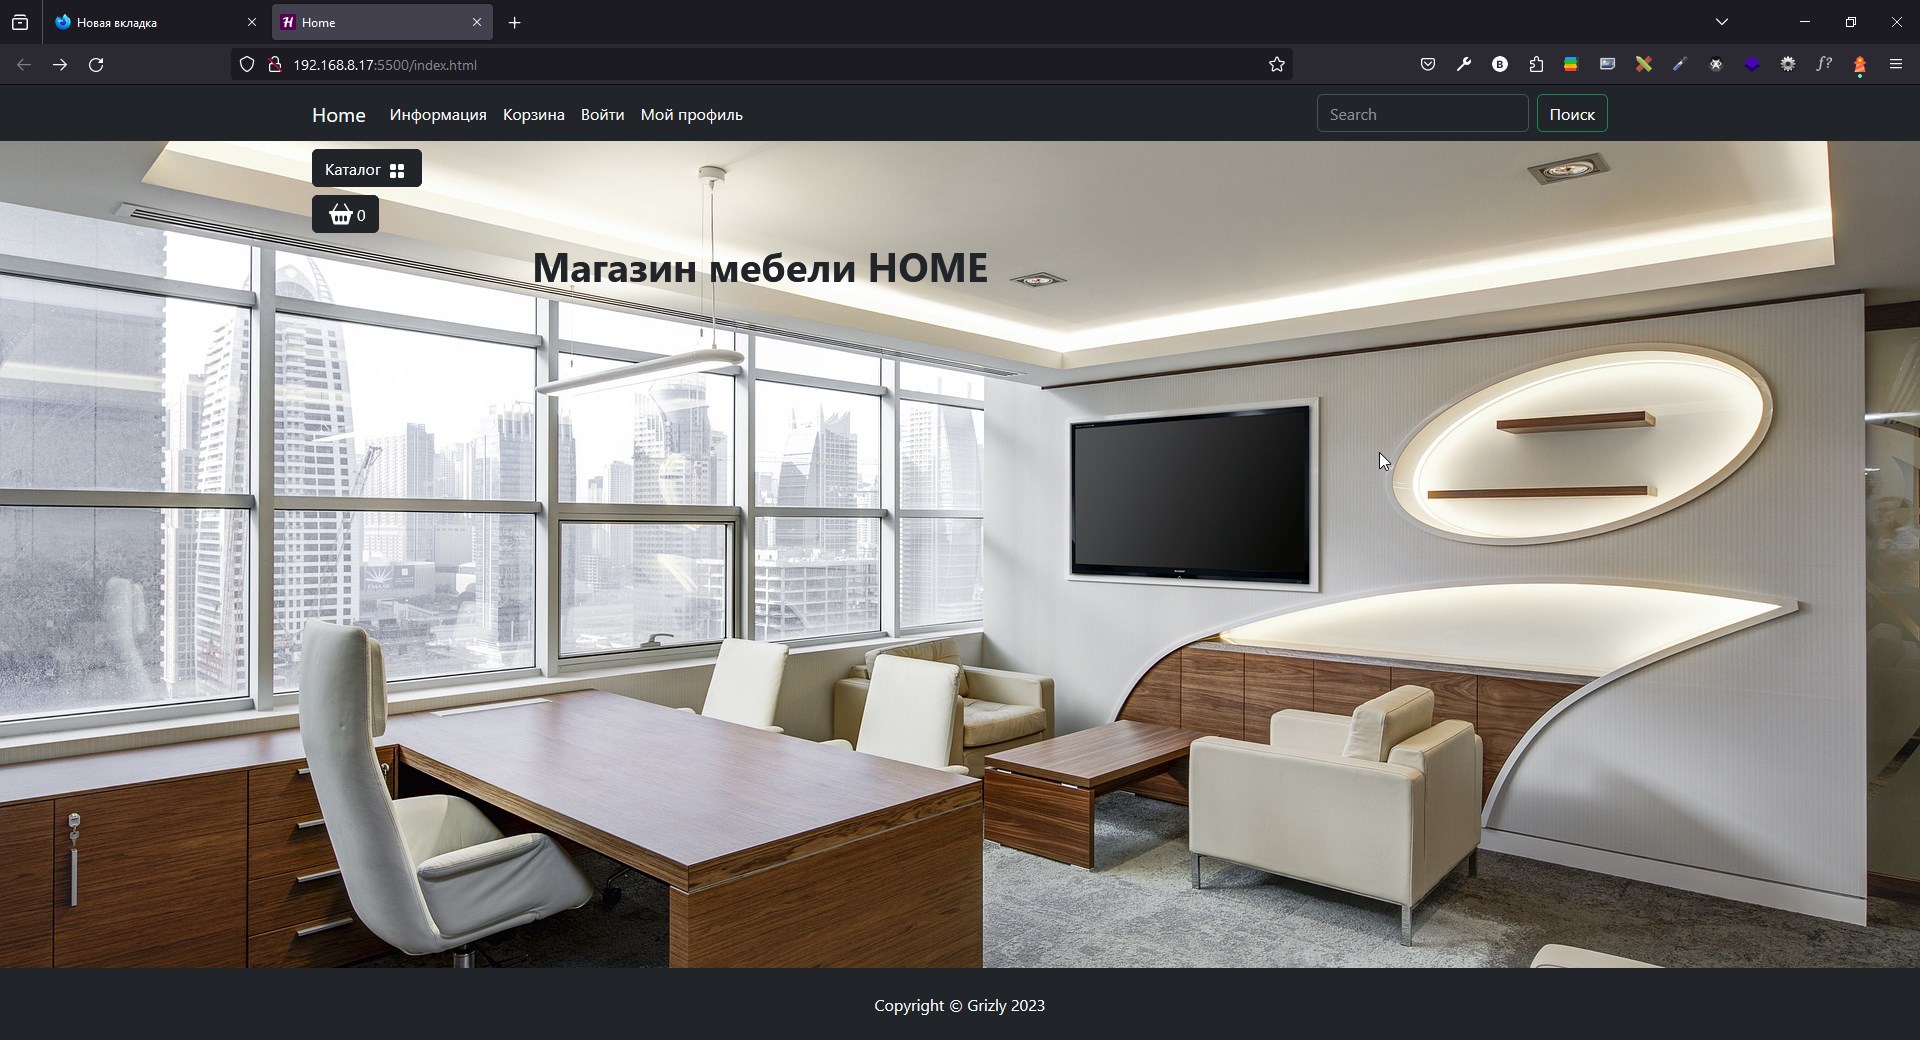 Новая вкладка
Home
192.168.8.17:5500/index.html
Home
Информация
Корзина
Войти
Мой профиль
Search
Поиск
Каталог
0
Магазин мебели HOME
Copyright © Grizly 2023